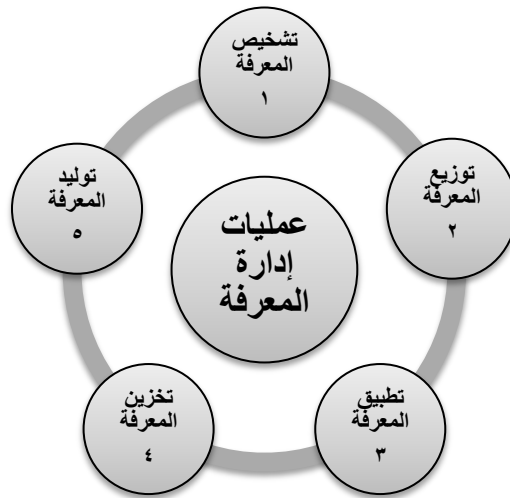 تشخيص
المعرفة
١
توزيع
المعرفة
٢
تطبيق
المعرفة
٣
تخزين
المعرفة
٤
توليد
المعرفة
٥
عمليات
إدارة
المعرفة